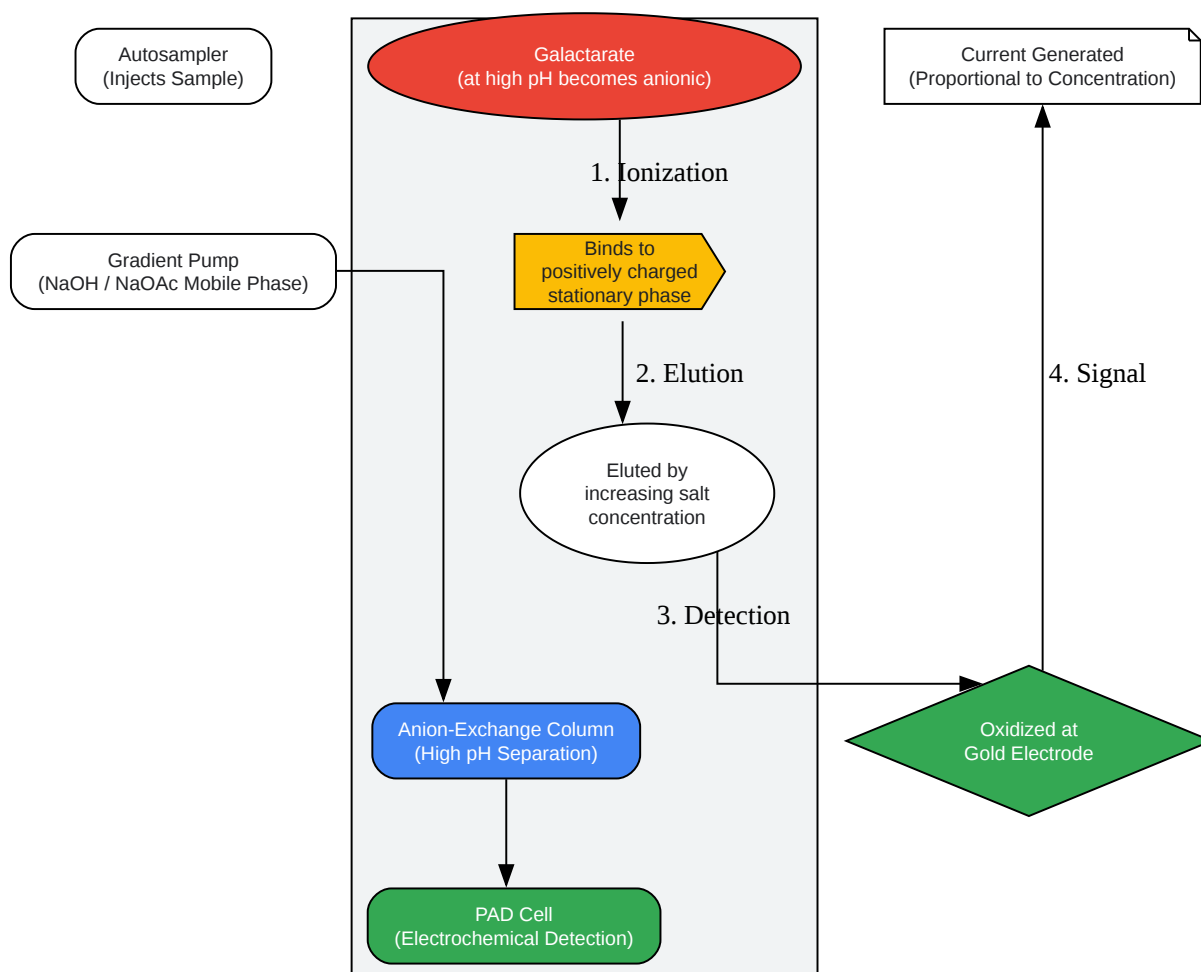 Autosampler
(Injects Sample)
Galactarate
(at high pH becomes anionic)
Current Generated
(Proportional to Concentration)
1. Ionization
Gradient Pump
(NaOH / NaOAc Mobile Phase)
Binds to
positively charged
stationary phase
2. Elution
4. Signal
Eluted by
increasing salt
concentration
3. Detection
Anion-Exchange Column
(High pH Separation)
Oxidized at
Gold Electrode
PAD Cell
(Electrochemical Detection)